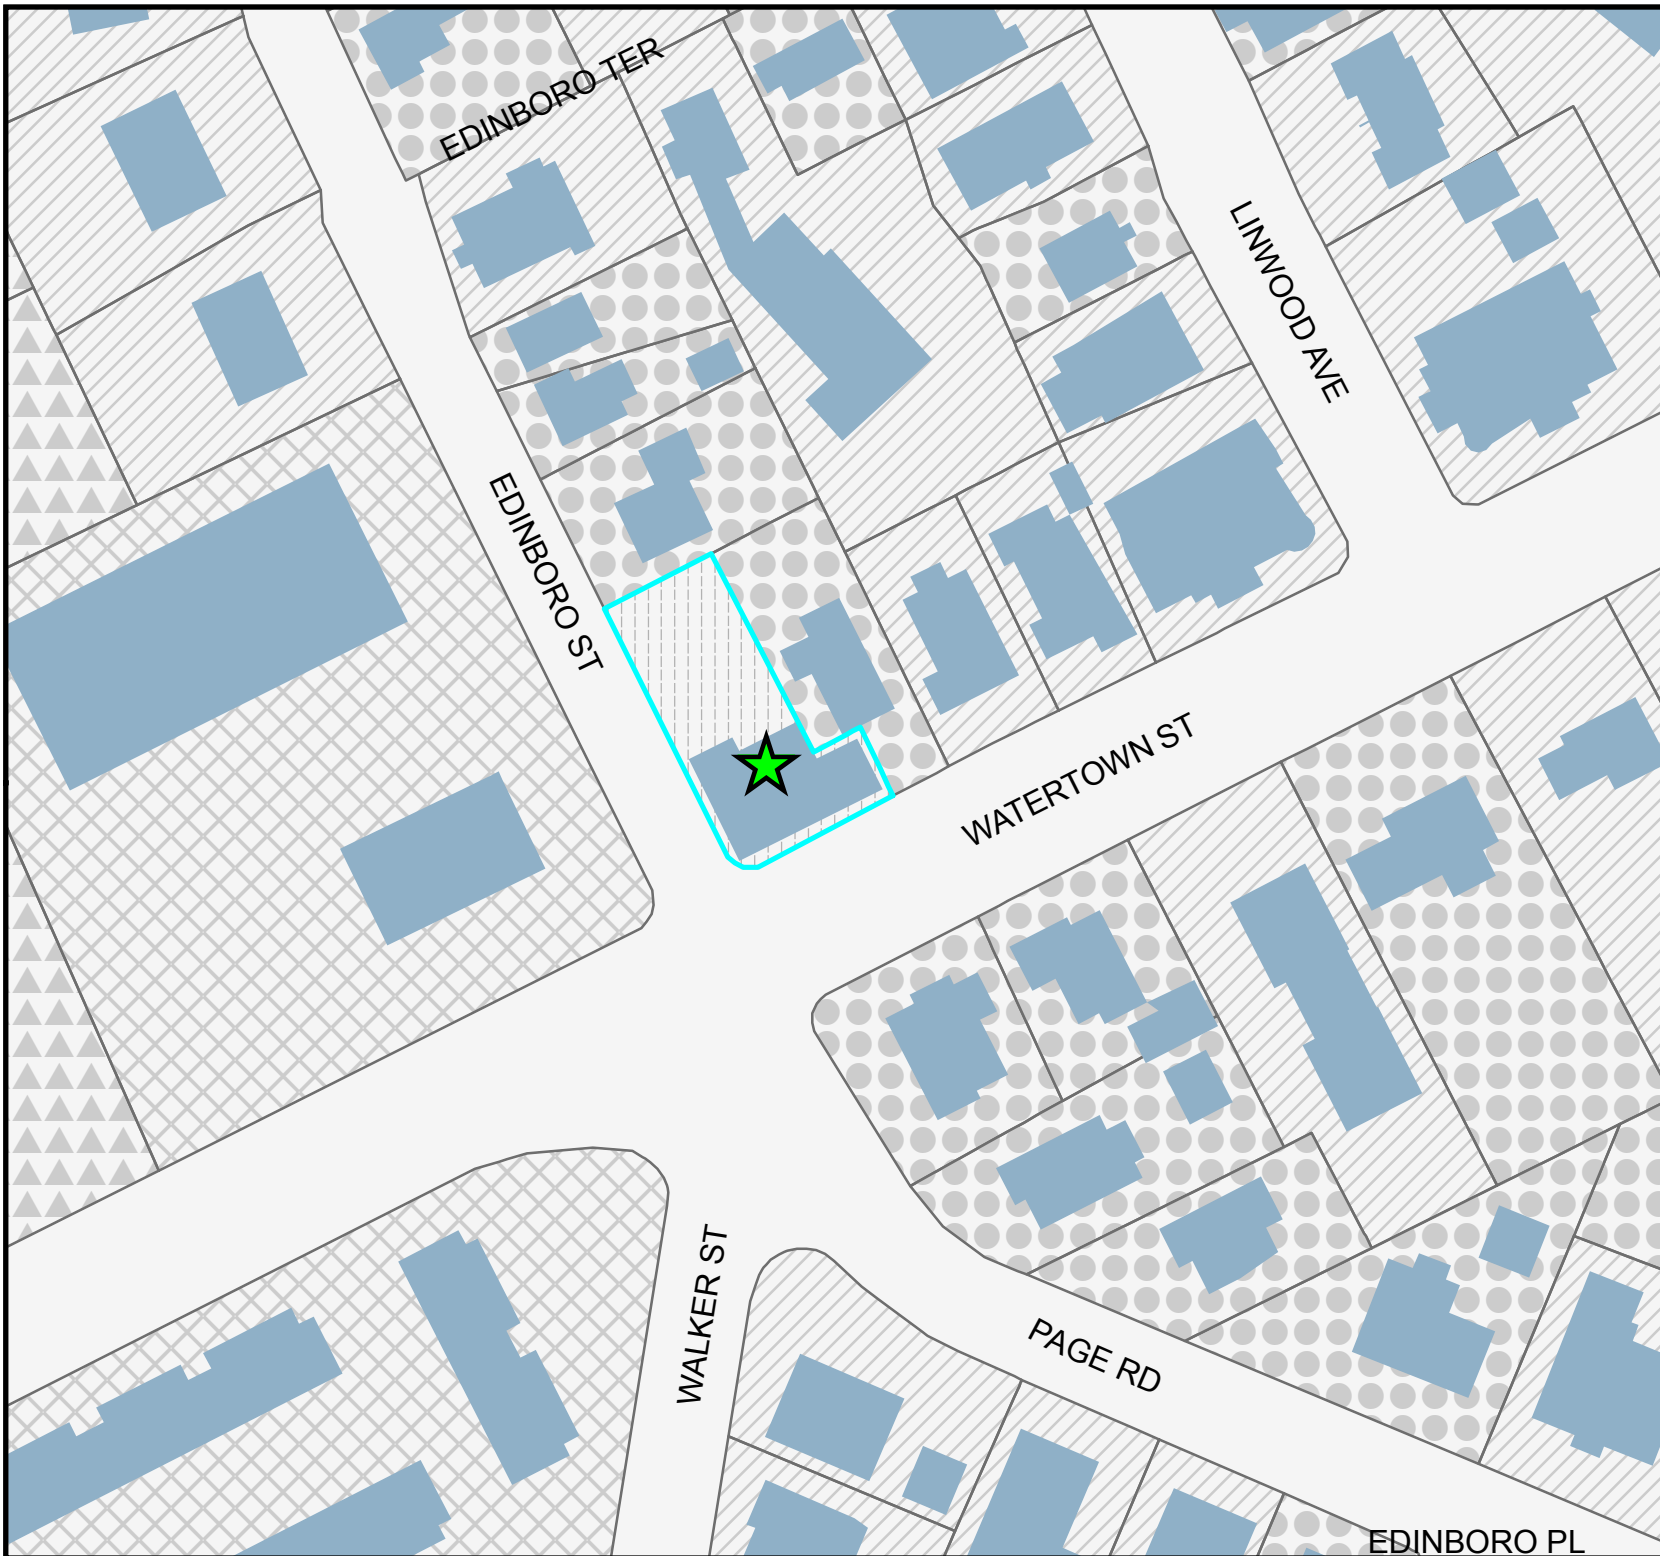 EDINBORO TER
LINWOOD AVE
EDINBORO ST
WATERTOWN ST
WALKER ST
PAGE RD
EDINBORO PL